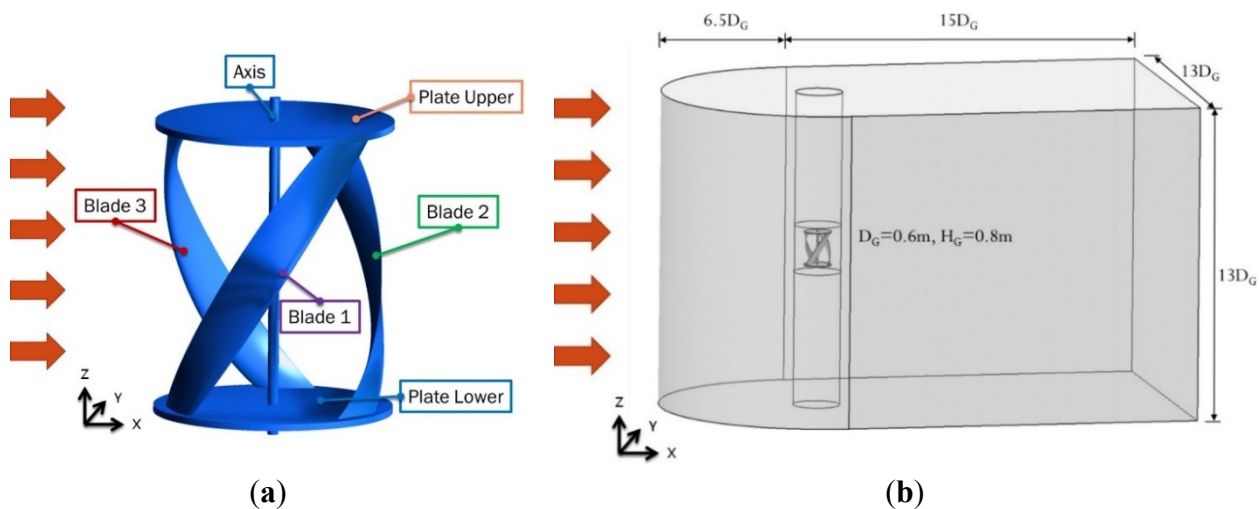 Axis
Plate Upper
Blade 3
Blade 2
Blade 1
Plate Lower
Z
Y
X
(a)
6.5D_G
15D_G
13D_G
D_G=0.6m, H_G=0.8m
13D_G
Z
Y
X
(b)